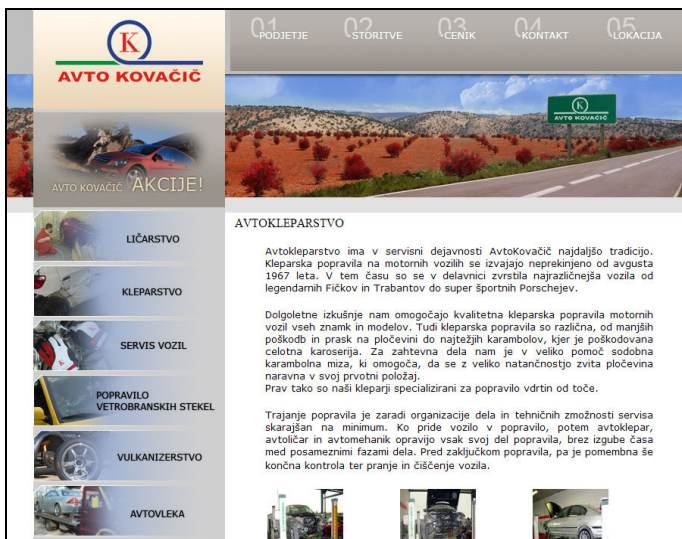 01 PODJETJE 02 STORITVE 03 CENIK 04 KONTAKT 05 LOKACIJA
K
AVTO KOVAČIČ
K
AVTO KOVAČIČ
AVTO KOVAČIČ AKCIJE!
LIČARSTVO
KLEPARSTVO
SERVIS VOZIL
POPRAVILO
VETROBRANSKIH STEKEL
VULKANIZERSTVO
AVTOVLEKA
AVTOKLEPARSTVO
Avtokleparstvo ima v servisni dejavnosti AvtoKovačič najdaljšo tradicijo.
Kleparska popravila na motornih vozilih se izvajajo neprekinjeno od avgusta
1967 leta. V tem času so se v delavnici zvrstila najrazličnejša vozila od
legendarnih Fičkov in Trabantov do super športnih Porschejev.
Dolgoletne izkušnje nam omogočajo kvalitetna kleparska popravila motornih
vozil vseh znamk in modelov. Tudi kleparska popravila so različna, od manjših
poškodb in prask na pločevini do najtežjih karambolov, kjer je poškodovana
celotna karoserija. Za zahtevna dela nam je v veliko pomoč sodobna
karambolna miza, ki omogoča, da se z veliko natančnostjo zvita pločevina
naravna v svoj prvotni položaj.
Prav tako so naši kleparji specializirani za popravilo vdrtin od toče.
Trajanje popravila je zaradi organizacije dela in tehničnih zmožnosti servisa
skarajšan na minimum. Ko pride vozilo v popravilo, potem avtoklepar,
avtoličar in avtomehanik opravijo vsak svoj del popravila, brez izgube časa
med posameznimi fazami dela. Pred zaključkom popravila, pa je pomembna še
končna kontrola ter pranje in čiščenje vozila.